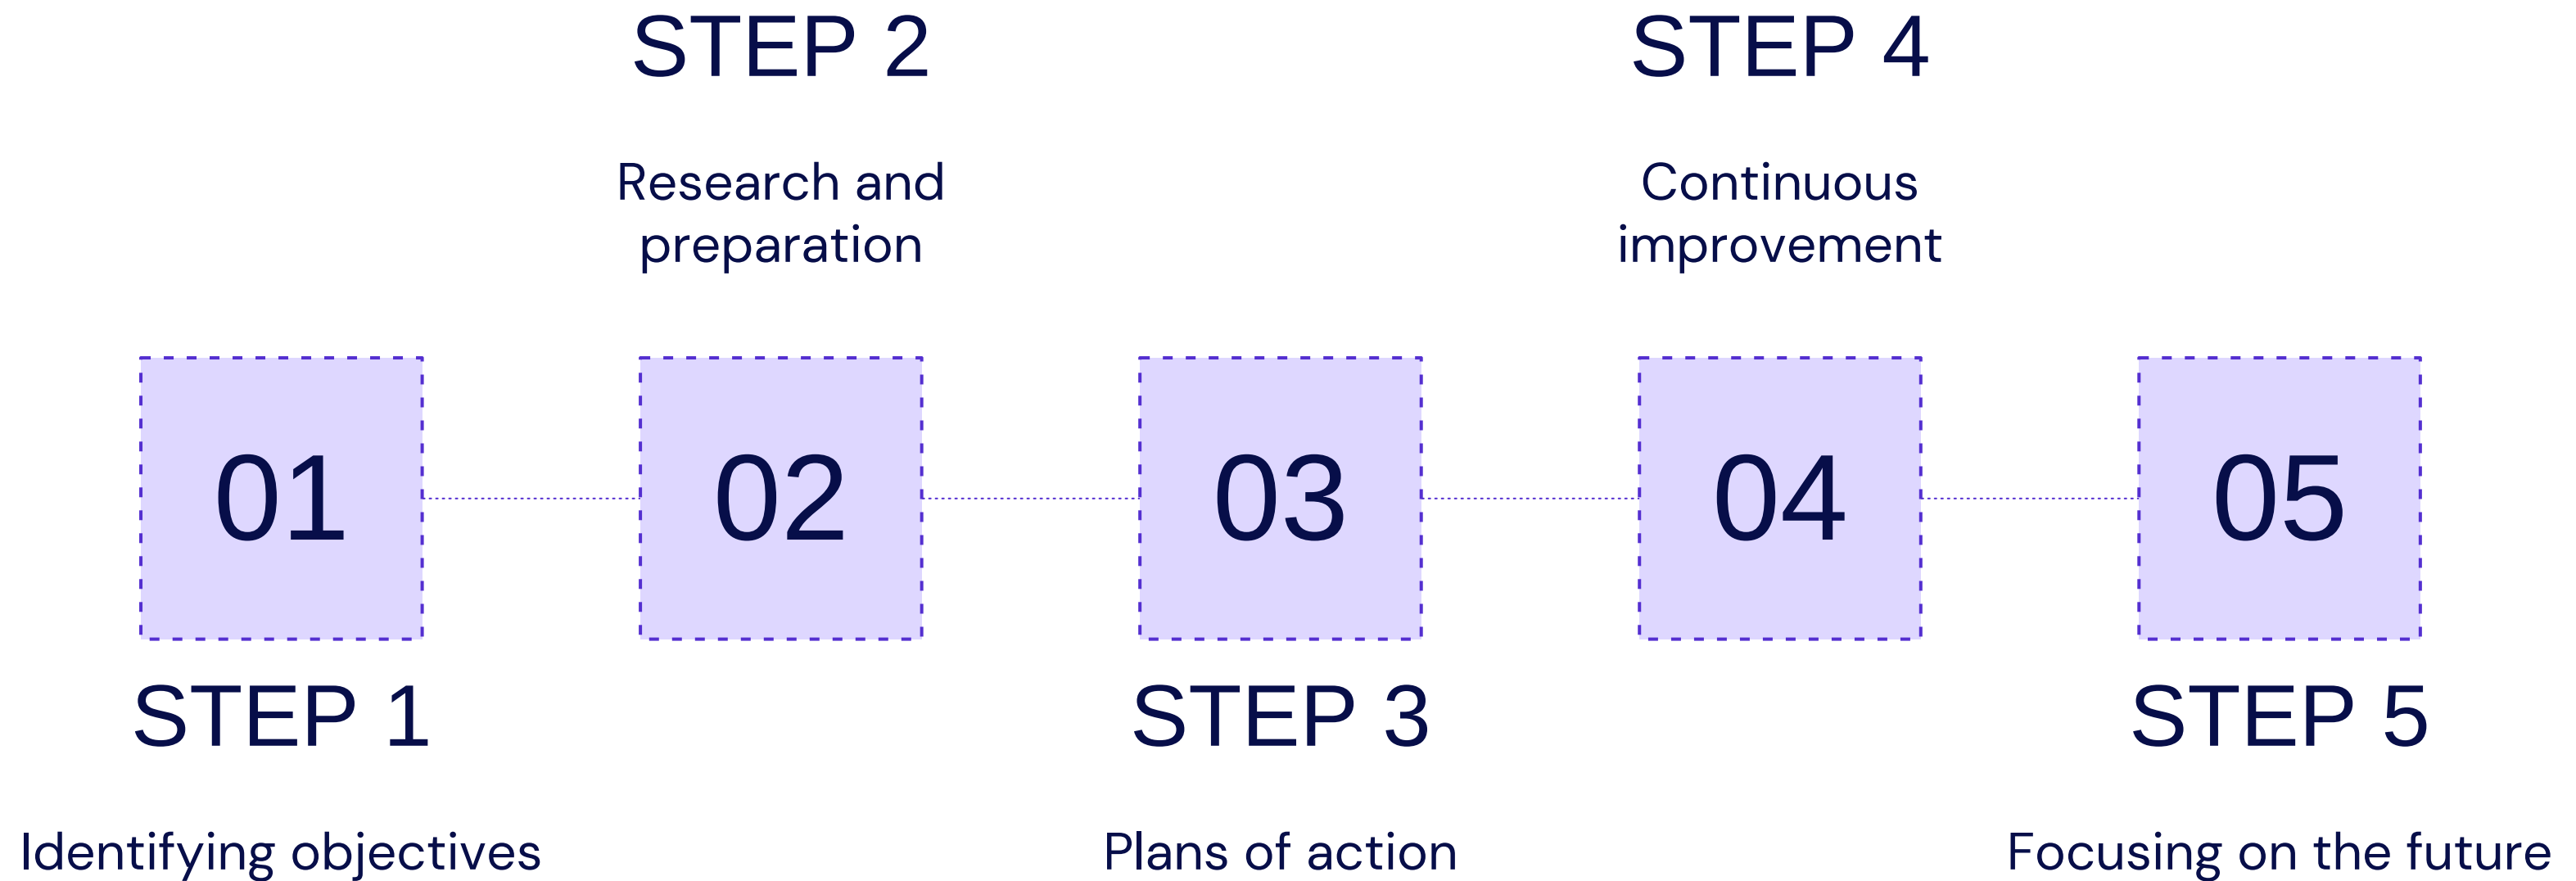 STEP 2
Research and
preparation
STEP 4
Continuous
improvement
01
02
03
04
05
STEP 1
Identifying objectives
STEP 3
Plans of action
STEP 5
Focusing on the future